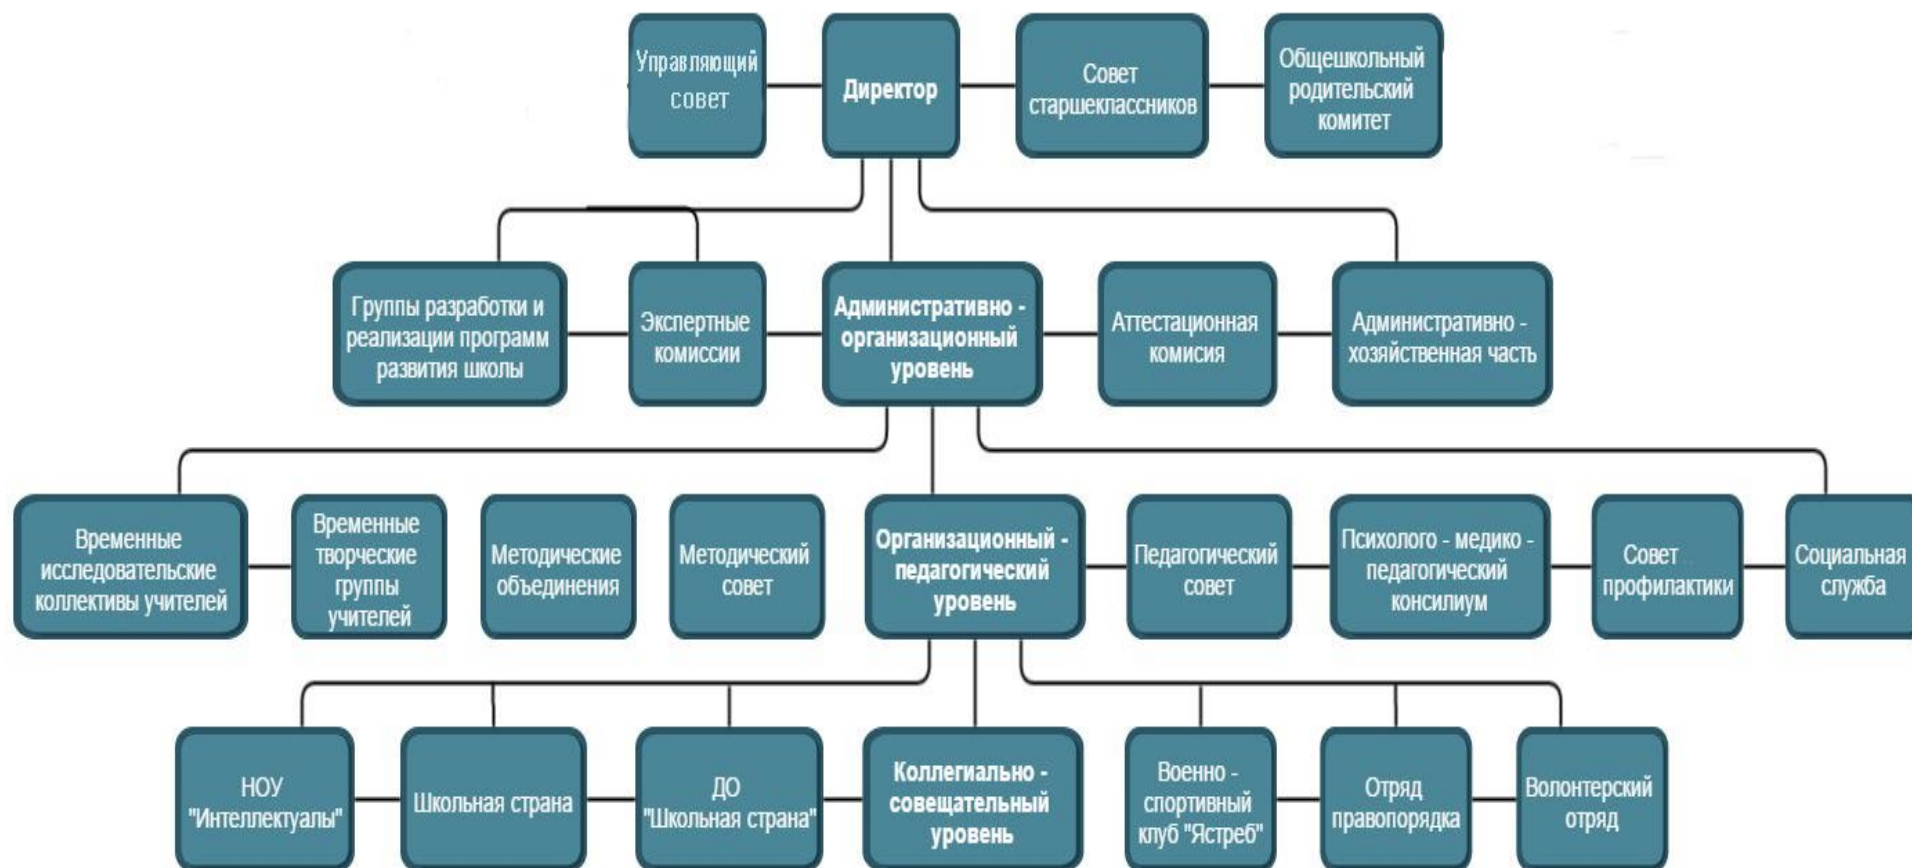 Управляющий
совет
Директор
Совет
старшеклассников
Общешкольный
родительский
комитет
Группы разработки и
реализации программ
развития школы
Экспертные
комиссии
Административно -
организационный
уровень
Аттестационная
комисия
Административно -
хозяйственная часть
Временные
исследовательские
коллективы учителей
Временные
творческие
группы
учителей
Методические
объединения
Методический
совет
Организационный -
педагогический
уровень
Педагогический
совет
Психолого - медико -
педагогический
консилиум
Совет
профилактики
Социальная
служба
НОУ
"Интеллектуалы"
Школьная страна
ДО
"Школьная страна"
Коллегиально -
совещательный
уровень
Военно -
спортивный
клуб "Ястреб"
Отряд
правопорядка
Волонтерский
отряд